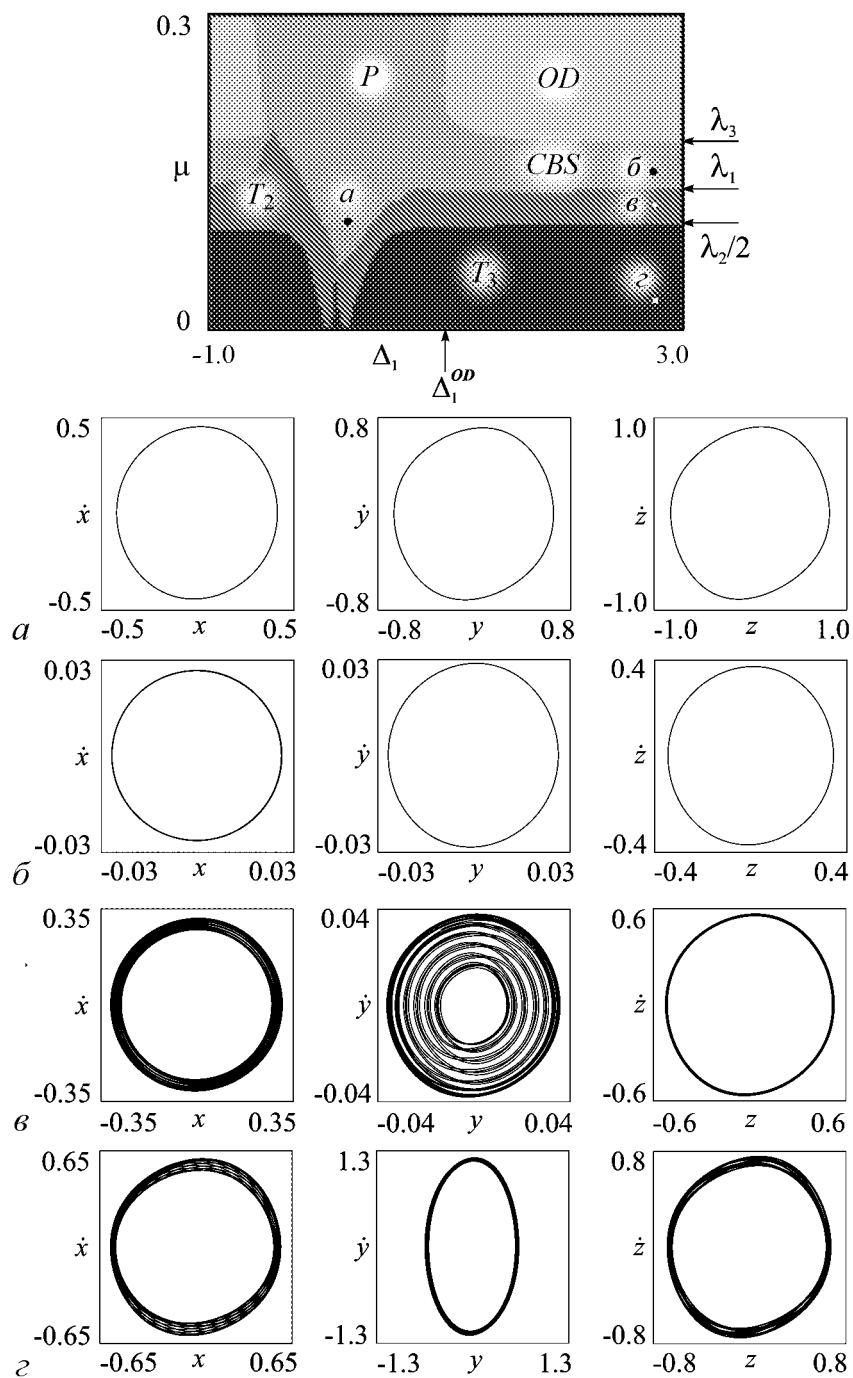 0.3
P
OD
λ₃
CBS
б
λ₁
μ
T₂
а
в
λ₂/2
T₃
г
0
-1.0
Δ₁
Δ₁ᴼᴰ
3.0
0.5
ẋ
-0.5
-0.5 x 0.5
0.8
ẏ
-0.8
-0.8 y 0.8
1.0
ż
-1.0
-1.0 z 1.0
а
0.03
ẋ
-0.03
-0.03 x 0.03
0.03
ẏ
-0.03
-0.03 y 0.03
0.4
ż
-0.4
-0.4 z 0.4
б
0.35
ẋ
-0.35
-0.35 x 0.35
0.04
ẏ
-0.04
-0.04 y 0.04
0.6
ż
-0.6
-0.6 z 0.6
в
0.65
ẋ
-0.65
-0.65 x 0.65
1.3
ẏ
-1.3
-1.3 y 1.3
0.8
ż
-0.8
-0.8 z 0.8
г